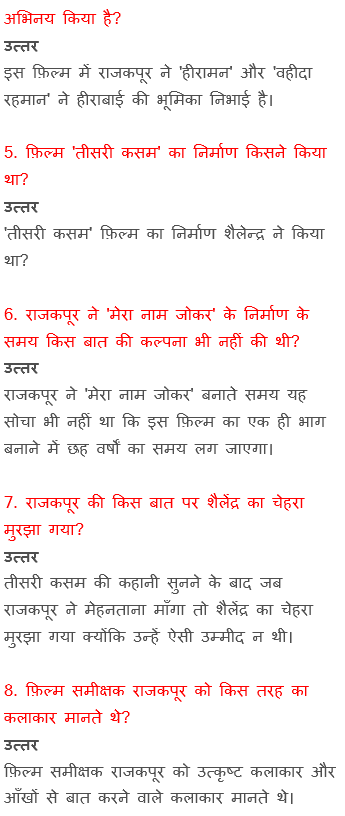 अभिनय किया है?
उत्तर
इस फ़िल्म में राजकपूर ने 'हीरामन' और 'वहीदा
रहमान' ने हीराबाई की भूमिका निभाई है।
5. फ़िल्म 'तीसरी कसम' का निर्माण किसने किया
था?
उत्तर
'तीसरी कसम' फ़िल्म का निर्माण शैलेन्द्र ने किया
था?
6. राजकपूर ने 'मेरा नाम जोकर' के निर्माण के
समय किस बात की कल्पना भी नहीं की थी?
उत्तर
राजकपूर ने 'मेरा नाम जोकर' बनाते समय यह
सोचा भी नहीं था कि इस फ़िल्म का एक ही भाग
बनाने में छह वर्षों का समय लग जाएगा।
7. राजकपूर की किस बात पर शैलेंद्र का चेहरा
मुरझा गया?
उत्तर
तीसरी कसम की कहानी सुनने के बाद जब
राजकपूर ने मेहनताना माँगा तो शैलेंद्र का चेहरा
मुरझा गया क्योंकि उन्हें ऐसी उम्मीद न थी।
8. फ़िल्म समीक्षक राजकपूर को किस तरह का
कलाकार मानते थे?
उत्तर
फ़िल्म समीक्षक राजकपूर को उत्कृष्ट कलाकार और
आँखों से बात करने वाले कलाकार मानते थे।